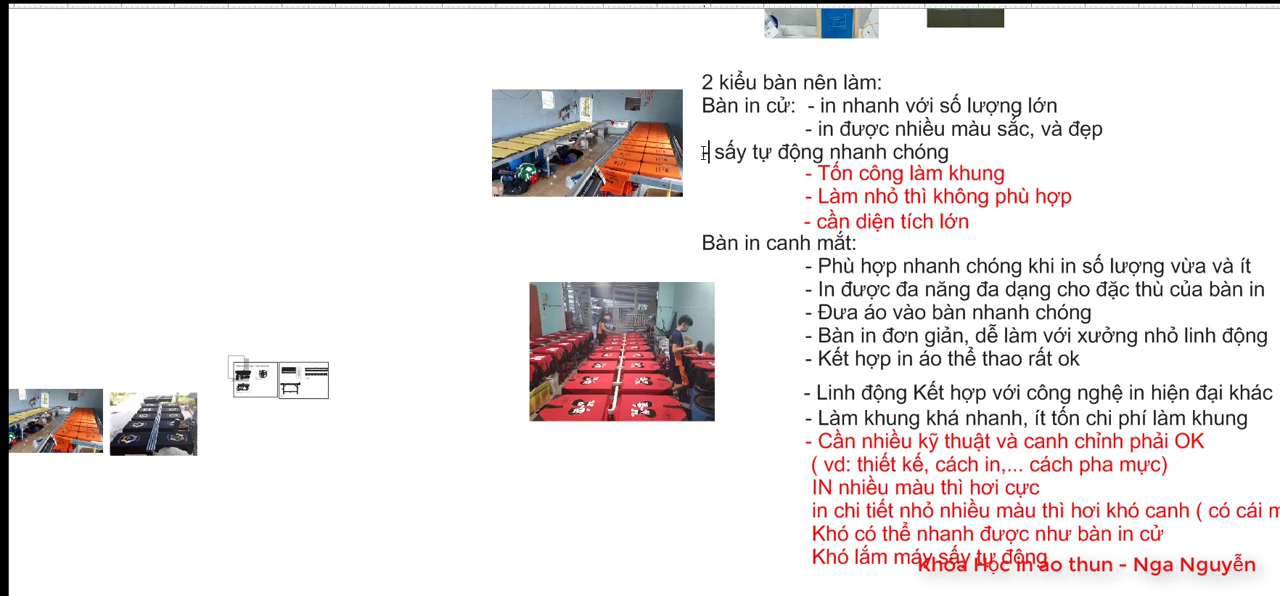 2 kiểu bàn nên làm:
Bàn in cử: - in nhanh với số lượng lớn
- in được nhiều màu sắc, và đẹp
sấy tự động nhanh chóng
- Tốn công làm khung
- Làm nhỏ thì không phù hợp
- cần diện tích lớn
Bàn in canh mắt:
- Phù hợp nhanh chóng khi in số lượng vừa và ít
- In được đa năng đa dạng cho đặc thù của bàn in
- Đưa áo vào bàn nhanh chóng
- Bàn in đơn giản, dễ làm với xưởng nhỏ linh động
- Kết hợp in áo thể thao rất ok
- Linh động Kết hợp với công nghệ in hiện đại khác
- Làm khung khá nhanh, ít tốn chi phí làm khung
- Cần nhiều kỹ thuật và canh chỉnh phải OK
( vd: thiết kế, cách in,... cách pha mực)
IN nhiều màu thì hơi cực
in chi tiết nhỏ nhiều màu thì hơi khó canh ( có cái
Khó có thể nhanh được như bàn in cử
Khó lắm máy sấy tự động
Khóa Học in áo thun - Nga Nguyễn